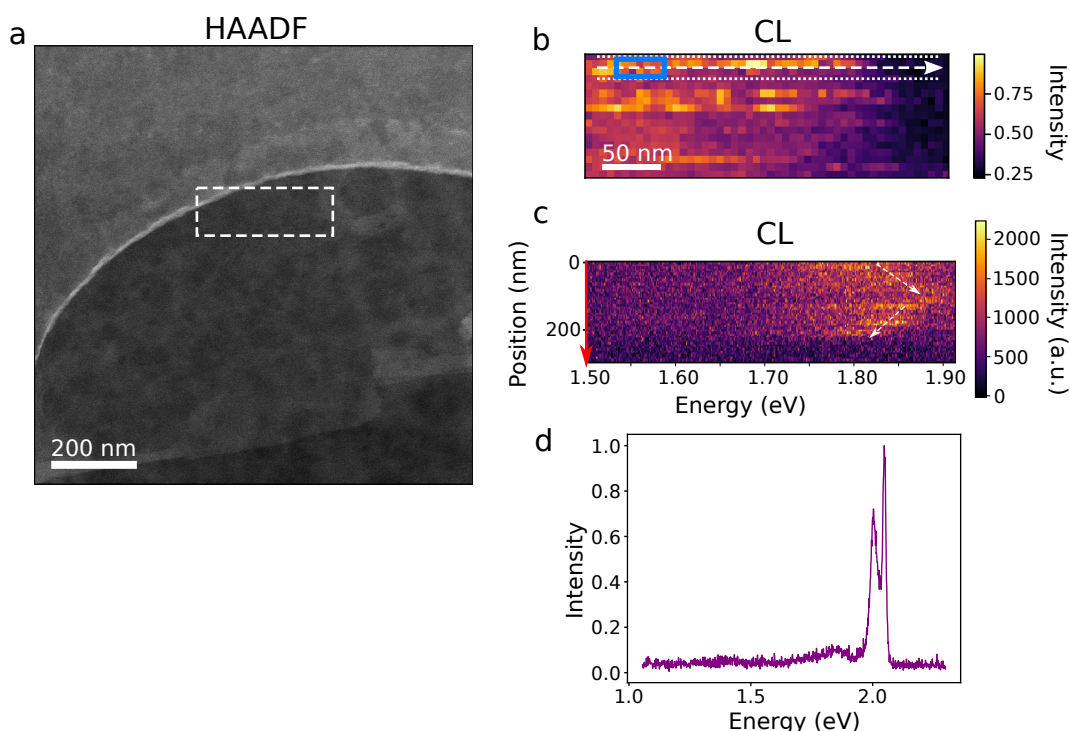 a
HAADF
200 nm
b
CL
50 nm
0.75
0.50
0.25
Intensity
c
CL
Position (nm)
0
200
1.50
1.60
1.70
1.80
1.90
Energy (eV)
2000
1500
1000
500
0
Intensity (a.u.)
d
Intensity
1.0
0.8
0.6
0.4
0.2
0.0
1.0
1.5
2.0
Energy (eV)